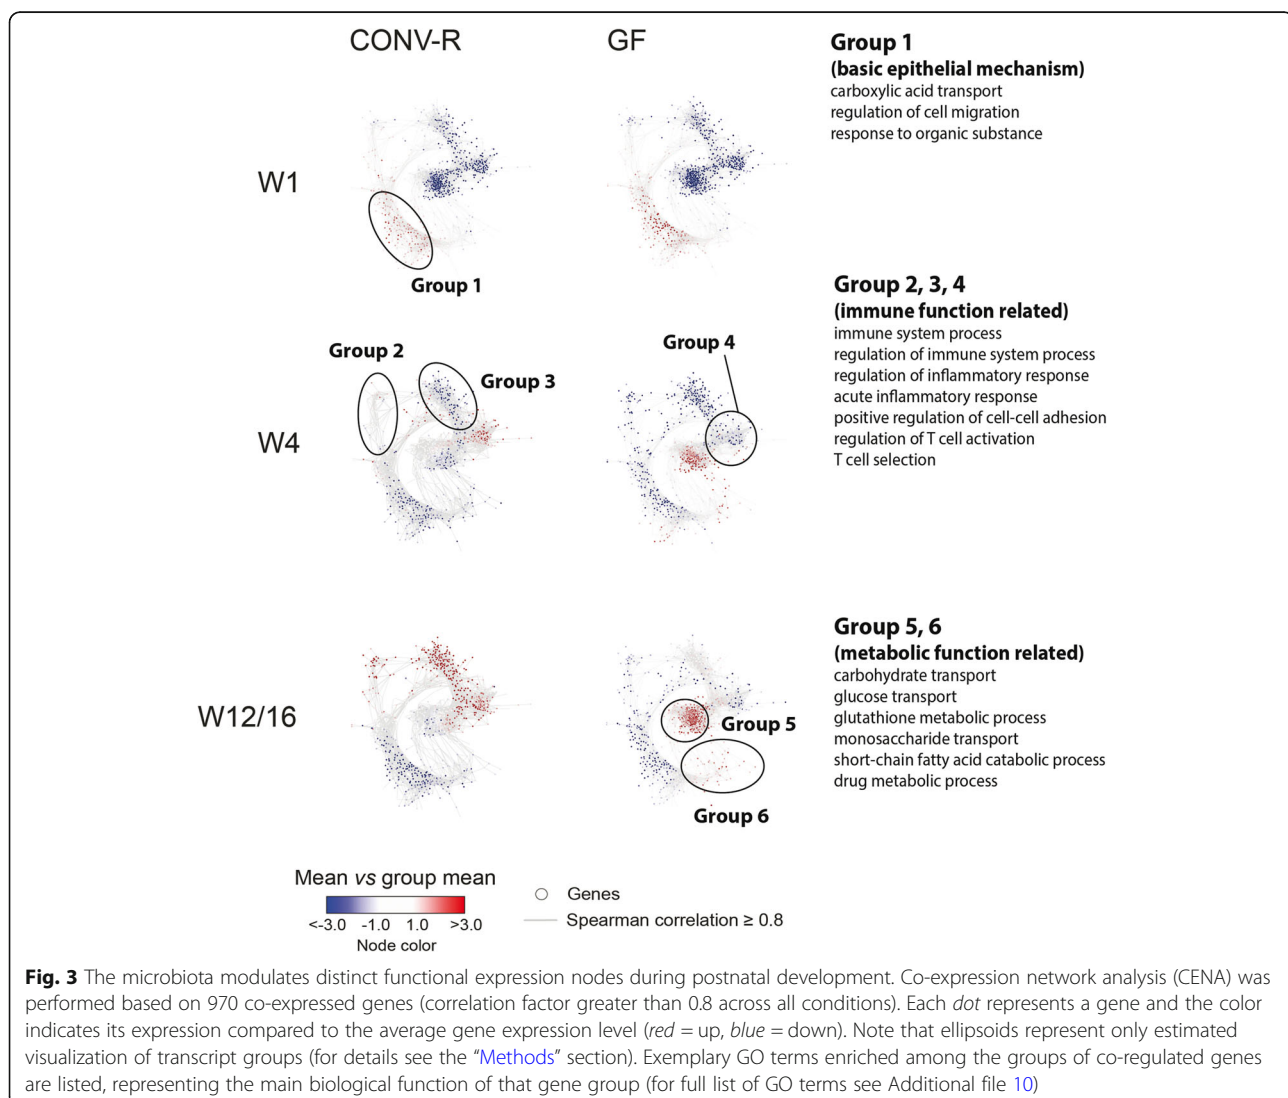 CONV-R
GF
W1
Group 1
Group 1
(basic epithelial mechanism)
carboxylic acid transport
regulation of cell migration
response to organic substance
W4
Group 2
Group 3
Group 4
Group 2, 3, 4
(immune function related)
immune system process
regulation of immune system process
regulation of inflammatory response
acute inflammatory response
positive regulation of cell-cell adhesion
regulation of T cell activation
T cell selection
W12/16
Group 5
Group 6
Group 5, 6
(metabolic function related)
carbohydrate transport
glucose transport
glutathione metabolic process
monosaccharide transport
short-chain fatty acid catabolic process
drug metabolic process
Mean vs group mean
<-3.0 -1.0 1.0 >3.0
Node color
Genes
Spearman correlation ≥ 0.8
Fig. 3 The microbiota modulates distinct functional expression nodes during postnatal development. Co-expression network analysis (CENA) was
performed based on 970 co-expressed genes (correlation factor greater than 0.8 across all conditions). Each dot represents a gene and the color
indicates its expression compared to the average gene expression level (red = up, blue = down). Note that ellipsoids represent only estimated
visualization of transcript groups (for details see the “Methods” section). Exemplary GO terms enriched among the groups of co-regulated genes
are listed, representing the main biological function of that gene group (for full list of GO terms see Additional file 10)